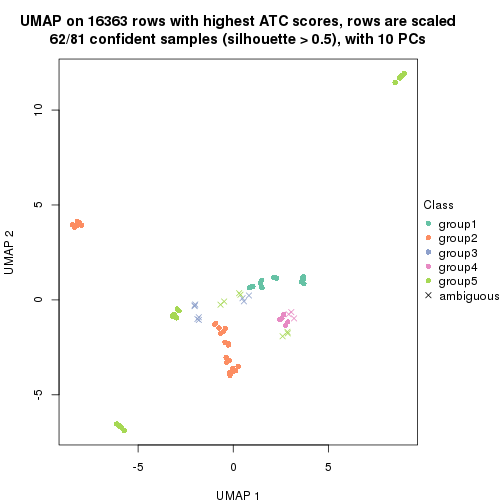 UMAP on 16363 rows with highest ATC scores, rows are scaled
62/81 confident samples (silhouette > 0.5), with 10 PCs
10
5
0
-5
UMAP 2
-5
0
5
UMAP 1
Class
group1
group2
group3
group4
group5
ambiguous